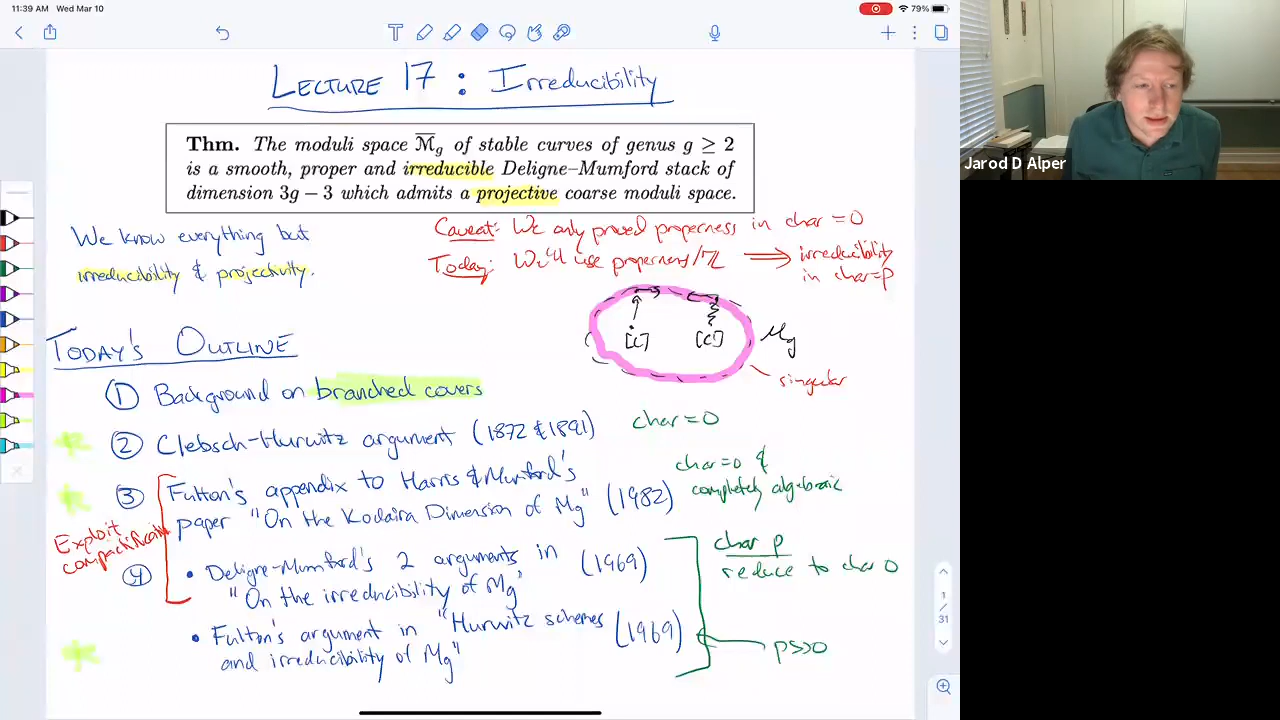 11:39 AM Wed Mar 10
79%
LECTURE 17 : Irreducibility
Thm. The moduli space M̅g of stable curves of genus g ≥ 2
is a smooth, proper and irreducible Deligne–Mumford stack of
dimension 3g − 3 which admits a projective coarse moduli space.
We know everything but
irreducibility & projectivity.
Caveat: We only proved properness in char = 0
Today: We'll use properness/ℤ ⟹ irreducibility
in char=p
[C] [C'] Mg
singular
TODAY'S OUTLINE
① Background on branched covers
② Clebsch-Hurwitz argument (1872 & 1891) char = 0
③ Fulton's appendix to Harris & Mumford's
paper "On the Kodaira Dimension of Mg" (1982) char=0 &
completely algebraic
Exploit
compactification
④ • Deligne-Mumford's 2 arguments in (1969)
"On the irreducibility of Mg"
char p
reduce to char 0
• Fulton's argument in "Hurwitz schemes (1969)
and irreducibility of Mg"
p>>0
1
/
31
Jarod D Alper